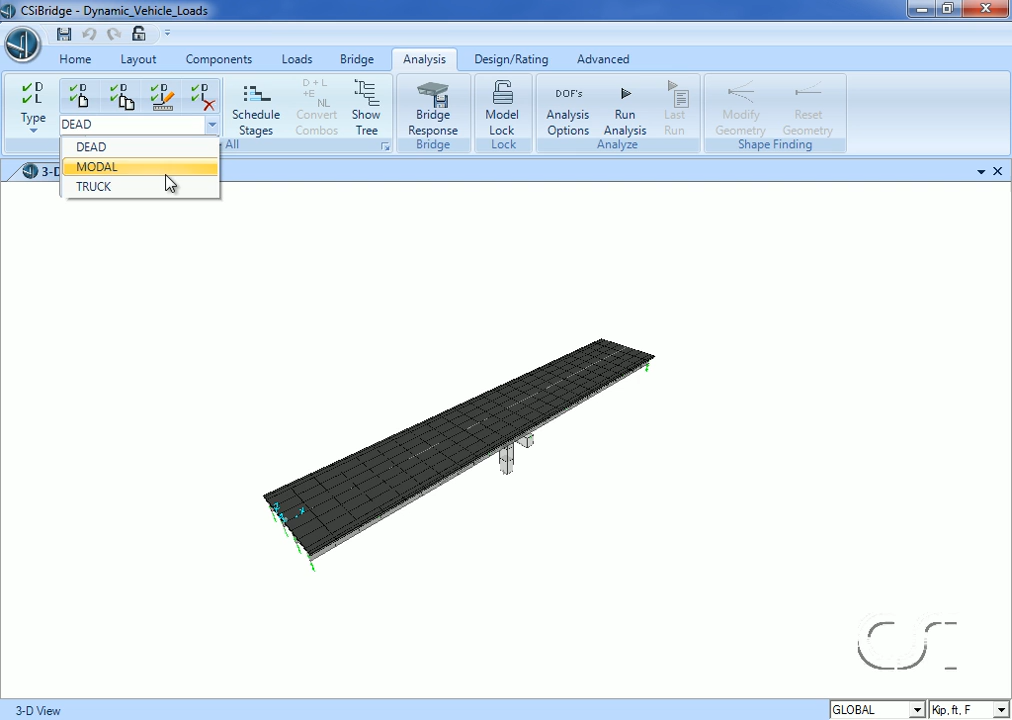 CSiBridge - Dynamic_Vehicle_Loads
Home Layout Components Loads Bridge Analysis Design/Rating Advanced
Type
DEAD
Schedule Stages
Convert Combos
Show Tree
Bridge Response
Model Lock
DOF's
Analysis Options
Run Analysis
Last Run
Modify Geometry
Reset Geometry
All
Bridge
Lock
Analyze
Shape Finding
DEAD
MODAL
TRUCK
3-D
CSI
3-D View
GLOBAL
Kip, ft, F